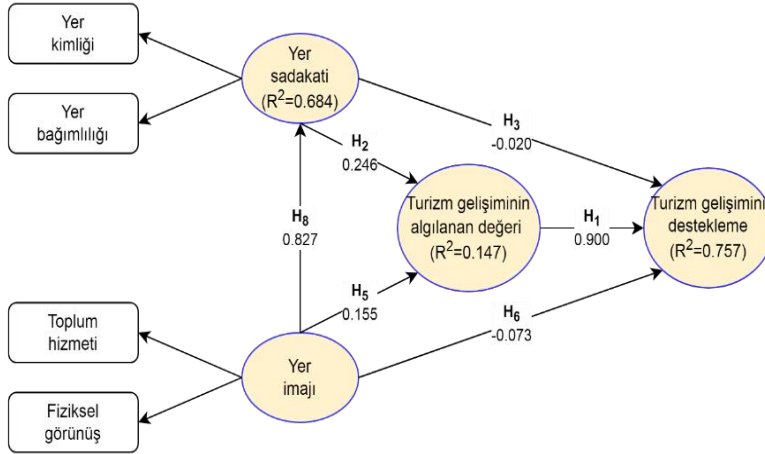 Yer
kimliği
Yer
bağımlılığı
Yer
sadakati
(R²=0.684)
H₃
-0.020
H₂
0.246
H₈
0.827
Turizm gelişiminin
algılanan değeri
(R²=0.147)
H₁
0.900
Turizm gelişimini
destekleme
(R²=0.757)
H₅
0.155
H₆
-0.073
Toplum
hizmeti
Fiziksel
görünüş
Yer
imajı